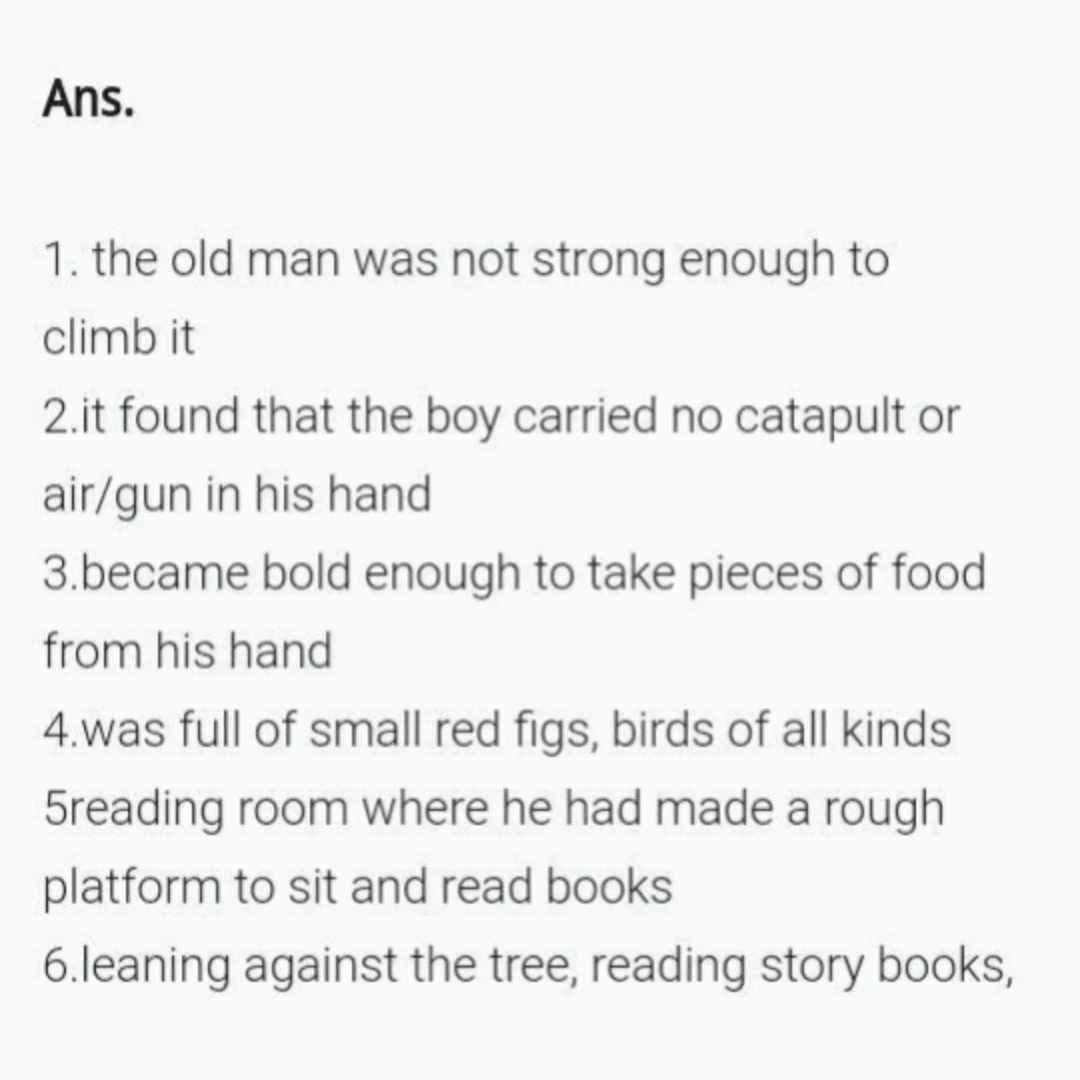 Ans.
1. the old man was not strong enough to
climb it
2.it found that the boy carried no catapult or
air/gun in his hand
3.became bold enough to take pieces of food
from his hand
4.was full of small red figs, birds of all kinds
5reading room where he had made a rough
platform to sit and read books
6.leaning against the tree, reading story books,